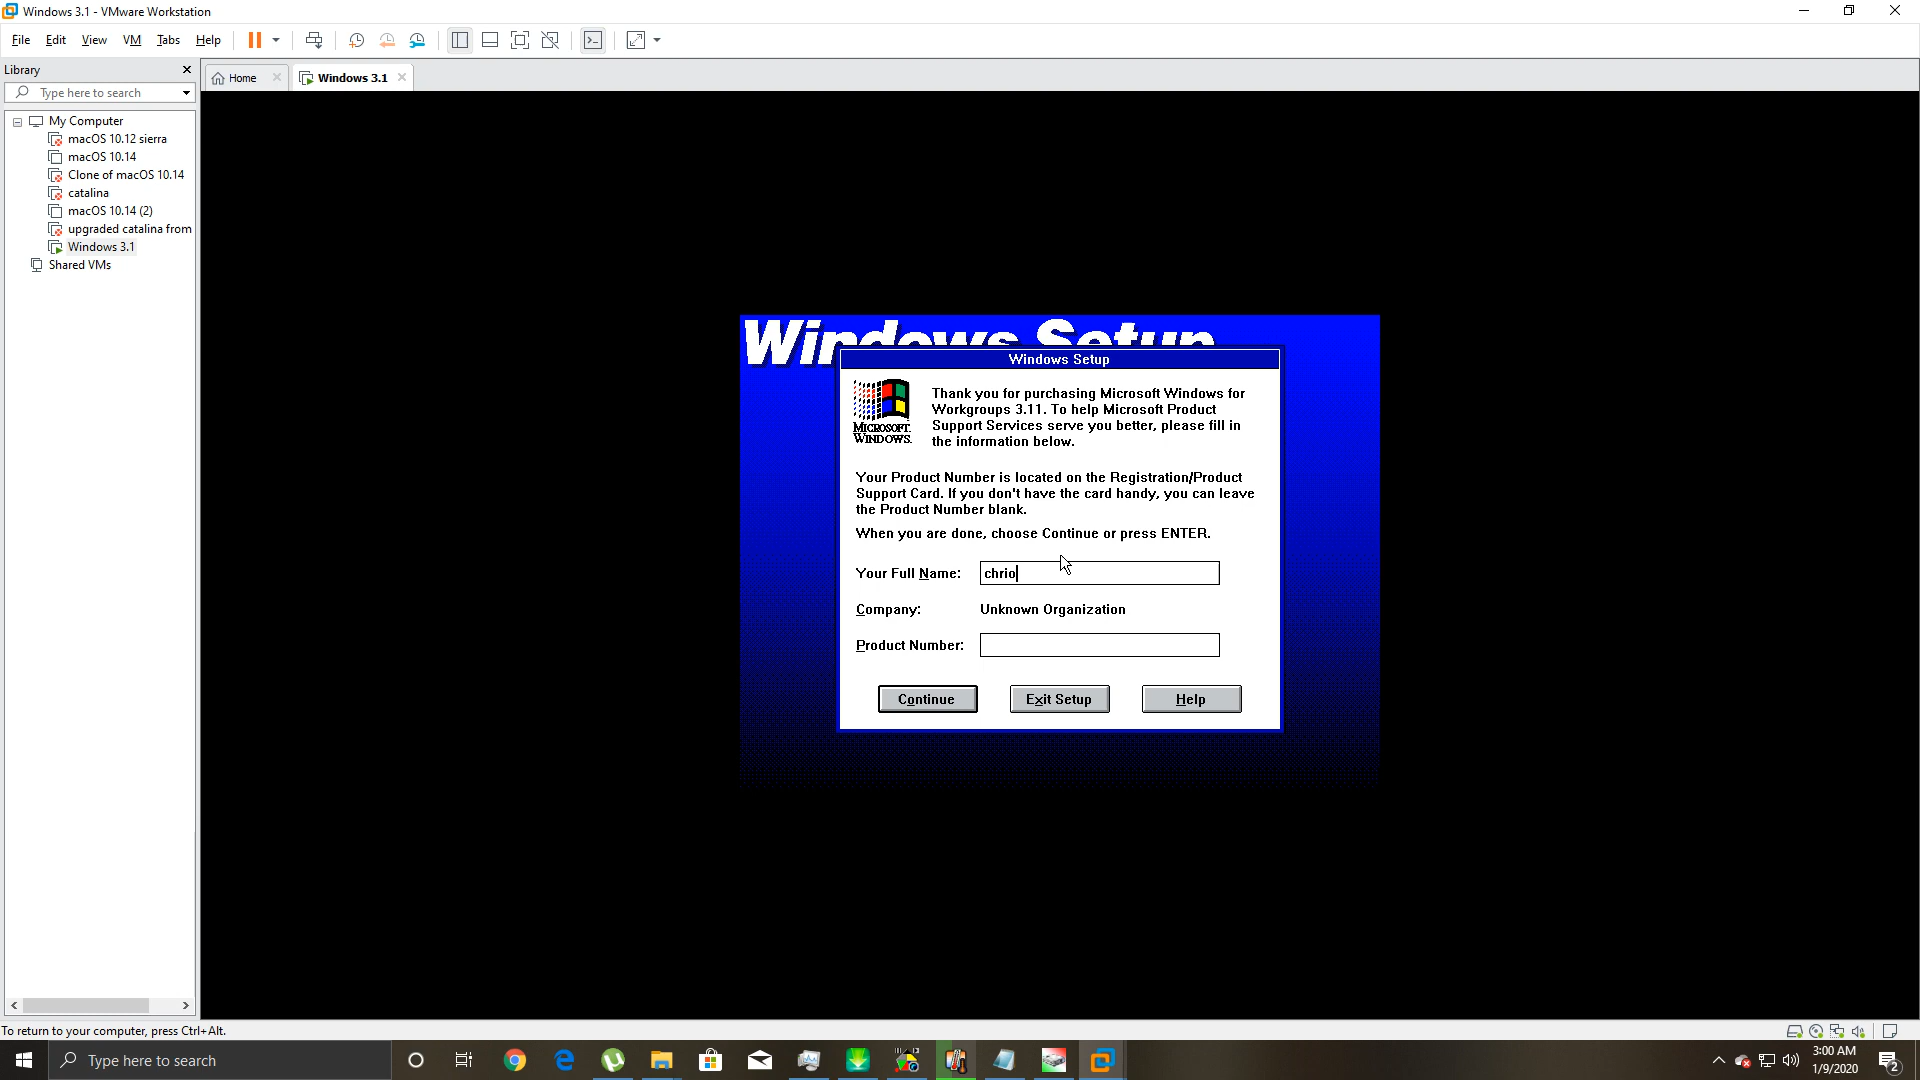 Windows 3.1 - VMware Workstation
File Edit View VM Tabs Help
Library
Type here to search
Home
Windows 3.1
My Computer
macOS 10.12 sierra
macOS 10.14
Clone of macOS 10.14
catalina
macOS 10.14 (2)
upgraded catalina from
Windows 3.1
Shared VMs
Windows Setup
Windows Setup
MICROSOFT.
WINDOWS.
Thank you for purchasing Microsoft Windows for
Workgroups 3.11. To help Microsoft Product
Support Services serve you better, please fill in
the information below.
Your Product Number is located on the Registration/Product
Support Card. If you don't have the card handy, you can leave
the Product Number blank.
When you are done, choose Continue or press ENTER.
Your Full Name: chrio
Company: Unknown Organization
Product Number:
Continue Exit Setup Help
To return to your computer, press Ctrl+Alt.
Type here to search
3:00 AM
1/9/2020
2